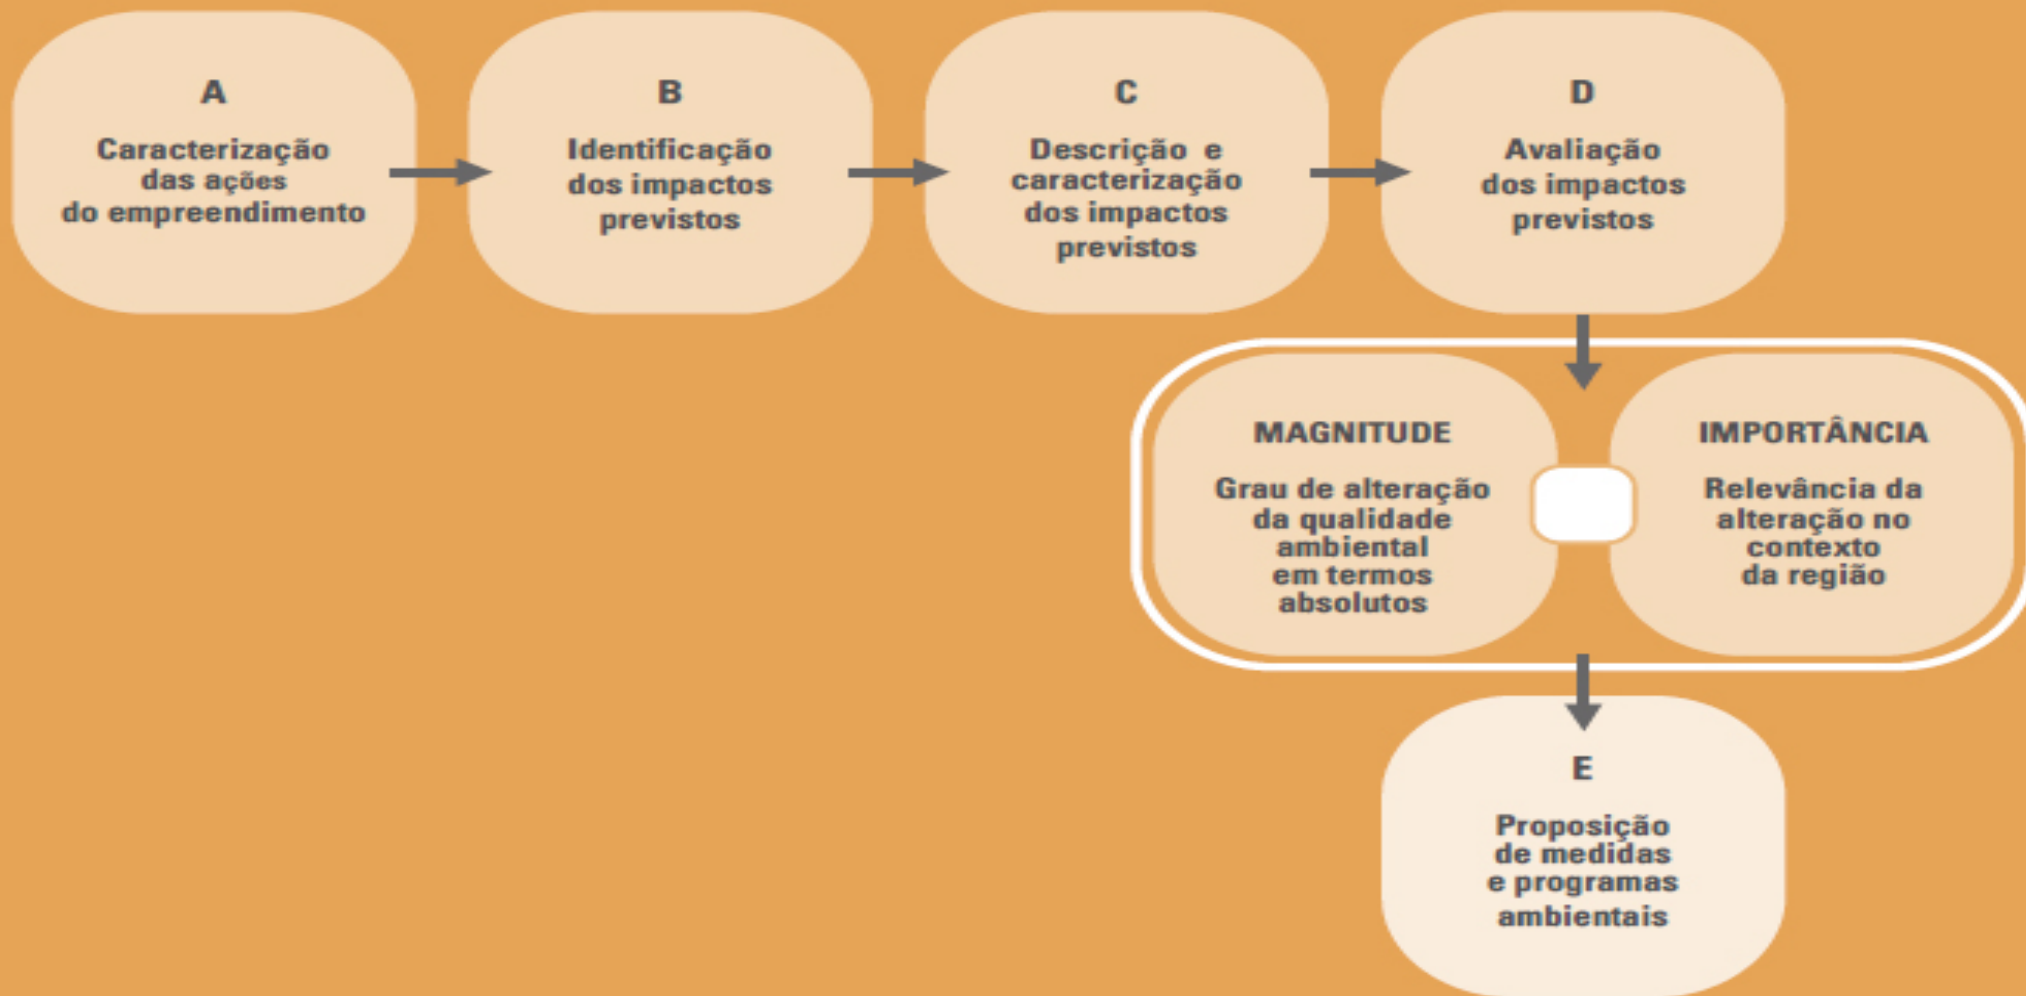 A
Caracterização
das ações
do empreendimento
B
Identificação
dos impactos
previstos
C
Descrição e
caracterização
dos impactos
previstos
D
Avaliação
dos impactos
previstos
MAGNITUDE
Grau de alteração
da qualidade
ambiental
em termos
absolutos
IMPORTÂNCIA
Relevância da
alteração no
contexto
da região
E
Proposição
de medidas
e programas
ambientais